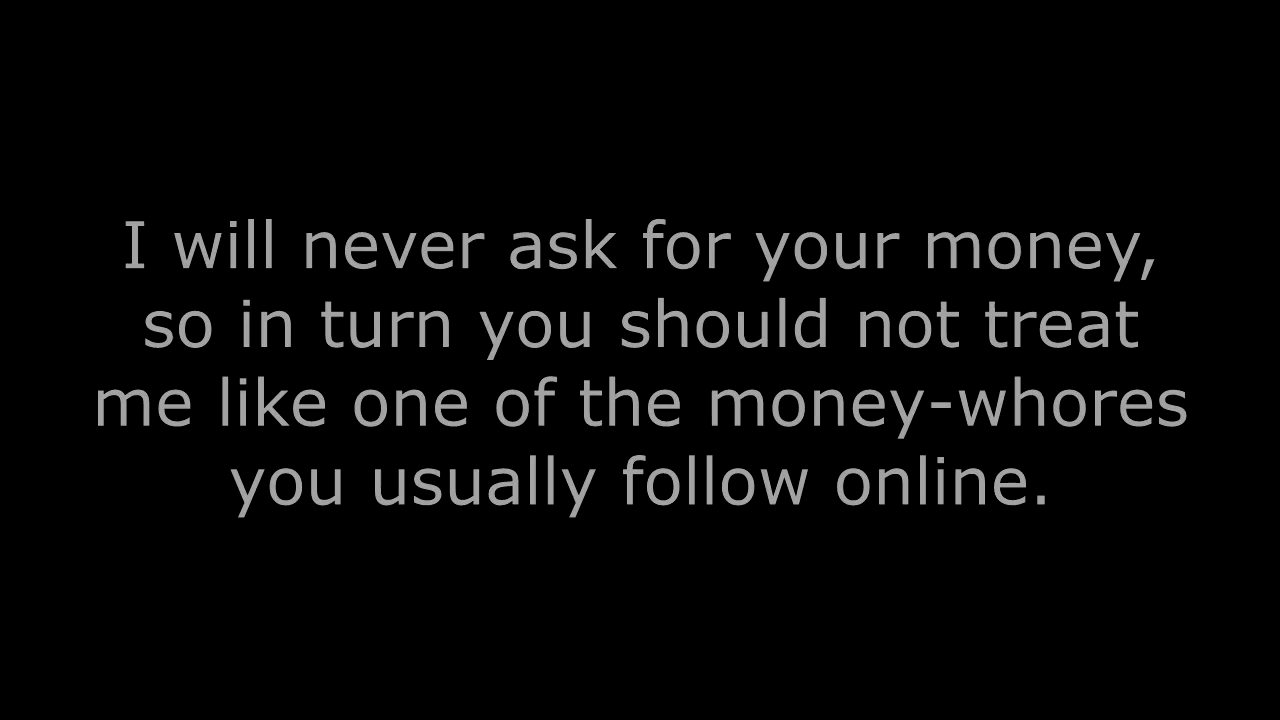 I will never ask for your money,
so in turn you should not treat
me like one of the money-whores
you usually follow online.